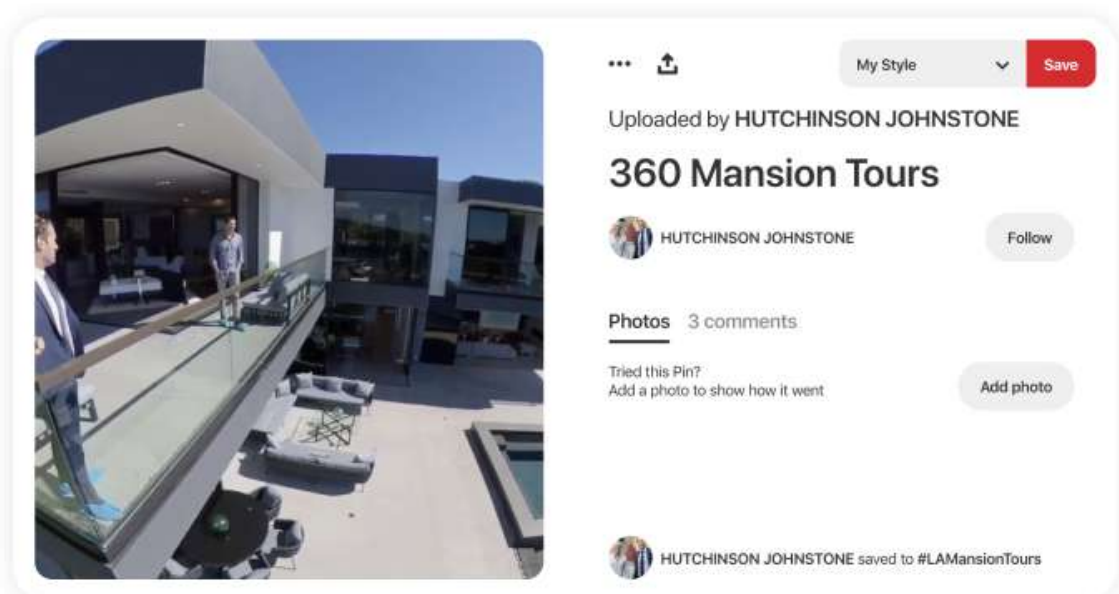 My Style
Save
Uploaded by HUTCHINSON JOHNSTONE
360 Mansion Tours
HUTCHINSON JOHNSTONE
Follow
Photos 3 comments
Tried this Pin?
Add a photo to show how it went
Add photo
HUTCHINSON JOHNSTONE saved to #LAMansionTours